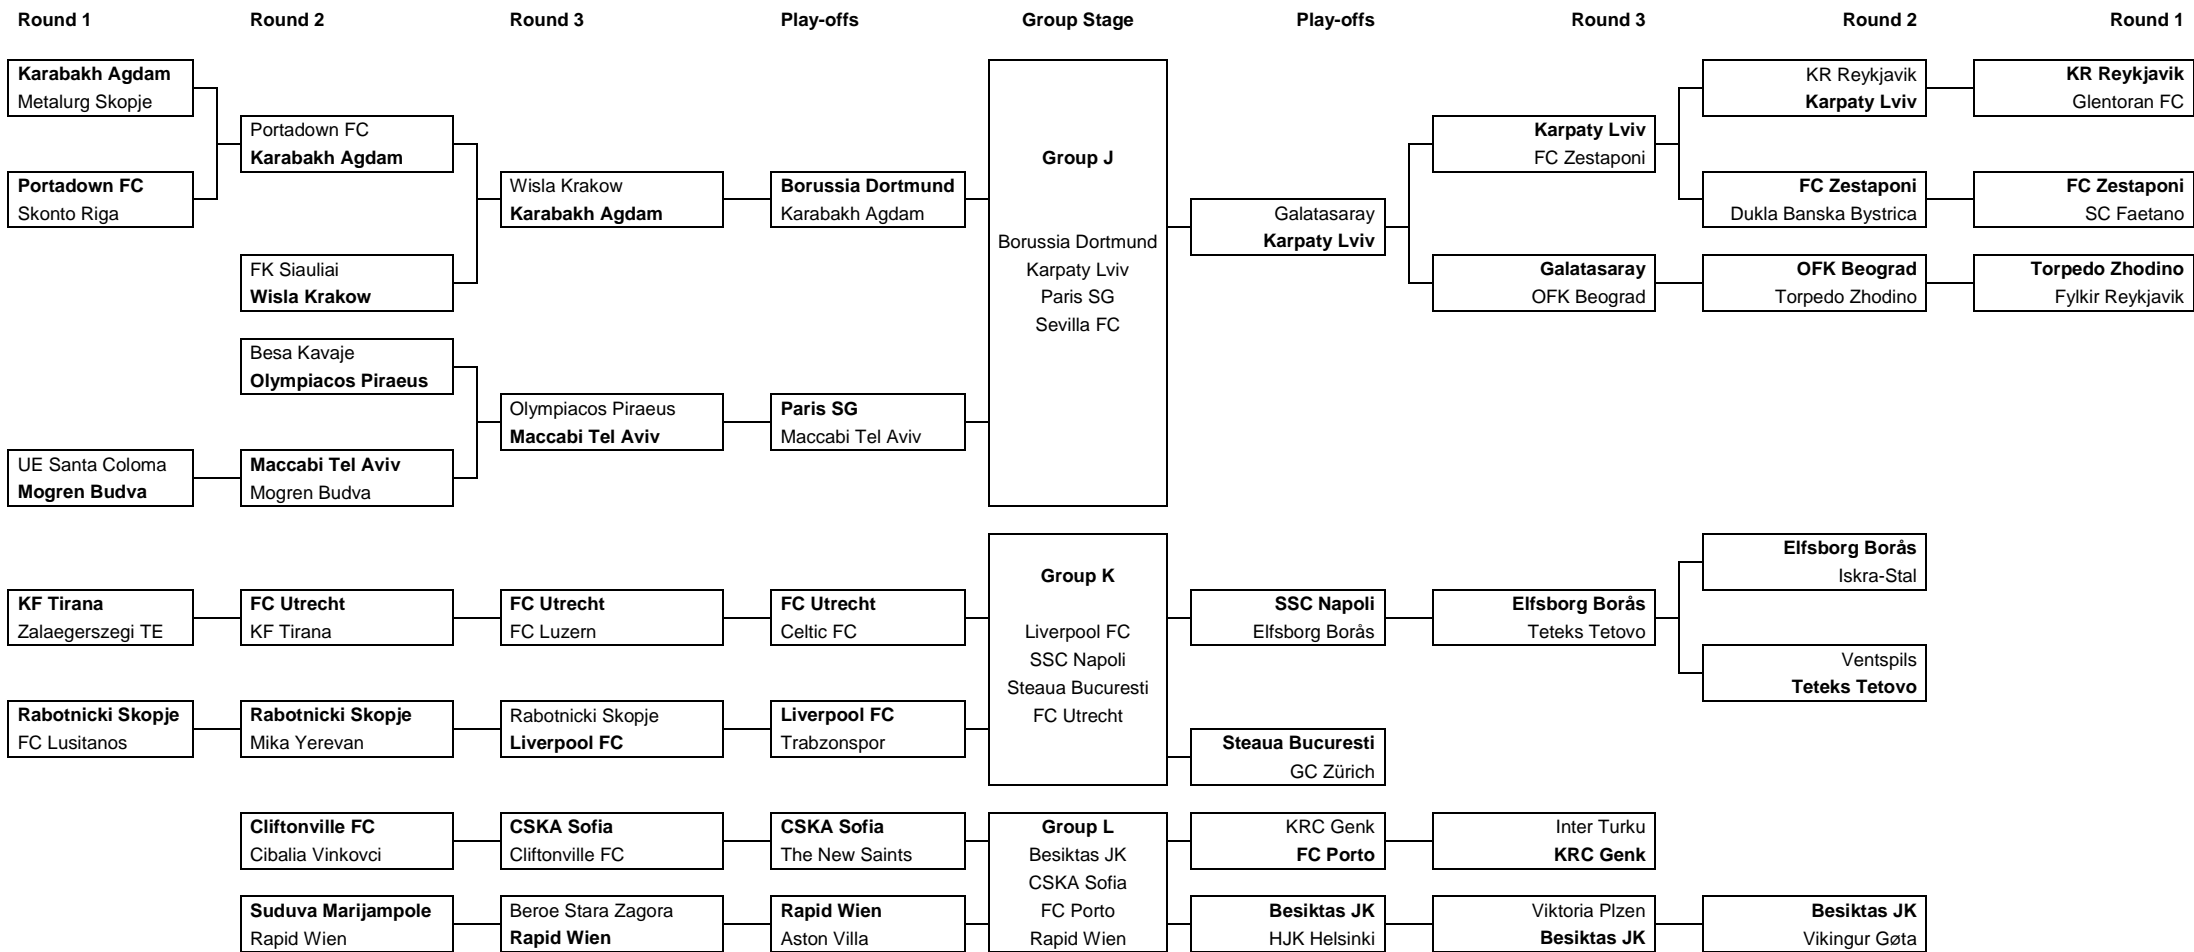 Round 1 Round 2 Round 3 Play-offs Group Stage Play-offs Round 3 Round 2 Round 1
Karabakh Agdam
Metalurg Skopje
Portadown FC
Skonto Riga
UE Santa Coloma
Mogren Budva
KF Tirana
Zalaegerszegi TE
Rabotnicki Skopje
FC Lusitanos
Portadown FC
Karabakh Agdam
FK Siauliai
Wisla Krakow
Besa Kavaje
Olympiacos Piraeus
Maccabi Tel Aviv
Mogren Budva
FC Utrecht
KF Tirana
Rabotnicki Skopje
Mika Yerevan
Cliftonville FC
Cibalia Vinkovci
Suduva Marijampole
Rapid Wien
Wisla Krakow
Karabakh Agdam
Olympiacos Piraeus
Maccabi Tel Aviv
FC Utrecht
FC Luzern
Rabotnicki Skopje
Liverpool FC
CSKA Sofia
Cliftonville FC
Beroe Stara Zagora
Rapid Wien
Borussia Dortmund
Karabakh Agdam
Paris SG
Maccabi Tel Aviv
FC Utrecht
Celtic FC
Liverpool FC
Trabzonspor
CSKA Sofia
The New Saints
Rapid Wien
Aston Villa
Group J
Borussia Dortmund
Karpaty Lviv
Paris SG
Sevilla FC
Group K
Liverpool FC
SSC Napoli
Steaua Bucuresti
FC Utrecht
Group L
Besiktas JK
CSKA Sofia
FC Porto
Rapid Wien
Galatasaray
Karpaty Lviv
SSC Napoli
Elfsborg Borås
Steaua Bucuresti
GC Zürich
KRC Genk
FC Porto
Besiktas JK
HJK Helsinki
Karpaty Lviv
FC Zestaponi
Galatasaray
OFK Beograd
Elfsborg Borås
Teteks Tetovo
Inter Turku
KRC Genk
Viktoria Plzen
Besiktas JK
KR Reykjavik
Karpaty Lviv
FC Zestaponi
Dukla Banska Bystrica
OFK Beograd
Torpedo Zhodino
Elfsborg Borås
Iskra-Stal
Ventspils
Teteks Tetovo
Besiktas JK
Vikingur Gøta
KR Reykjavik
Glentoran FC
FC Zestaponi
SC Faetano
Torpedo Zhodino
Fylkir Reykjavik